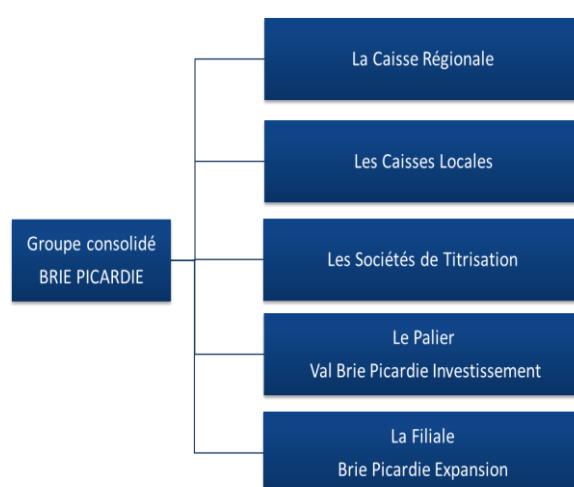 Groupe consolidé
BRIE PICARDIE
La Caisse Régionale
Les Caisses Locales
Les Sociétés de Titrisation
Le Palier
Val Brie Picardie Investissement
La Filiale
Brie Picardie Expansion